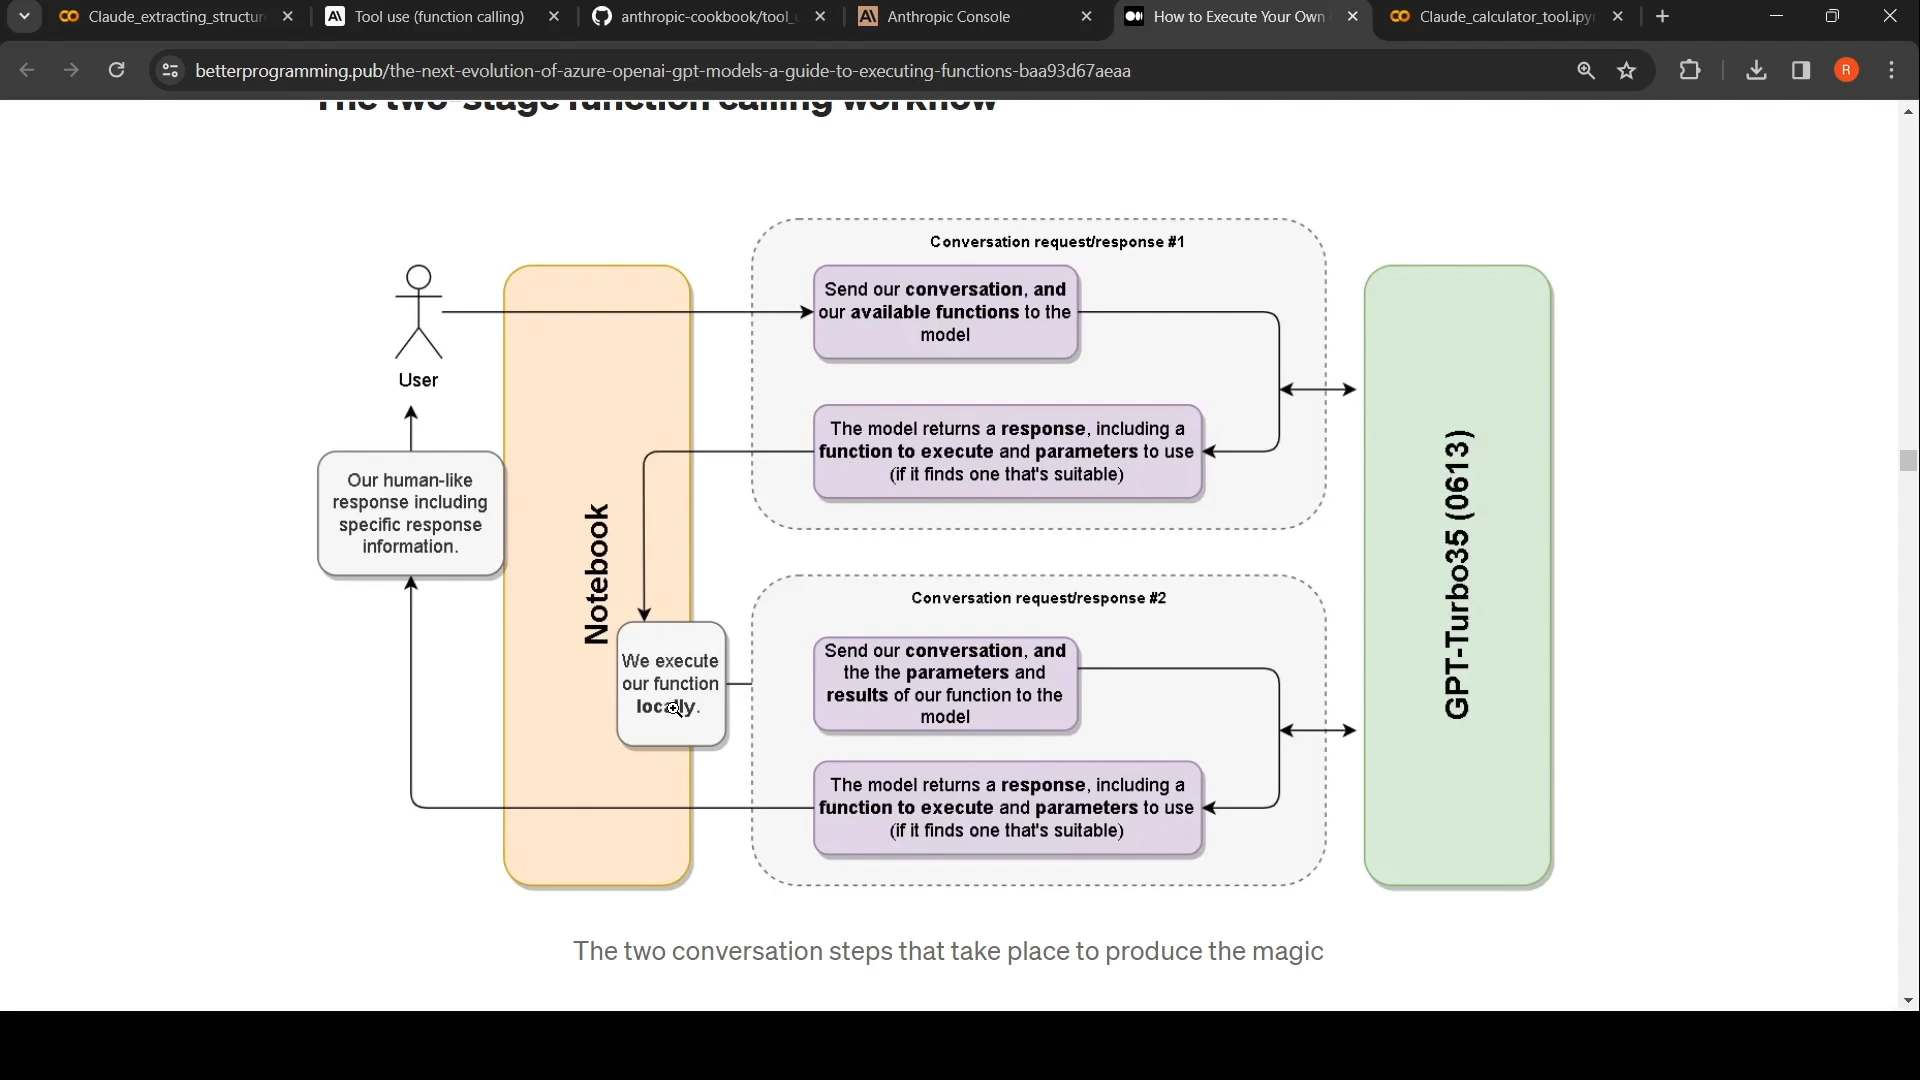 Claude_extracting_structur
Tool use (function calling)
anthropic-cookbook/tool_
Anthropic Console
How to Execute Your Own
Claude_calculator_tool.ipy
betterprogramming.pub/the-next-evolution-of-azure-openai-gpt-models-a-guide-to-executing-functions-baa93d67aeaa
R
The two-stage function calling workflow
Conversation request/response #1
Send our conversation, and
our available functions to the
model
User
The model returns a response, including a
function to execute and parameters to use
(if it finds one that's suitable)
Our human-like
response including
specific response
information.
Notebook
GPT-Turbo35 (0613)
Conversation request/response #2
We execute
our function
locally.
Send our conversation, and
the the parameters and
results of our function to the
model
The model returns a response, including a
function to execute and parameters to use
(if it finds one that's suitable)
The two conversation steps that take place to produce the magic